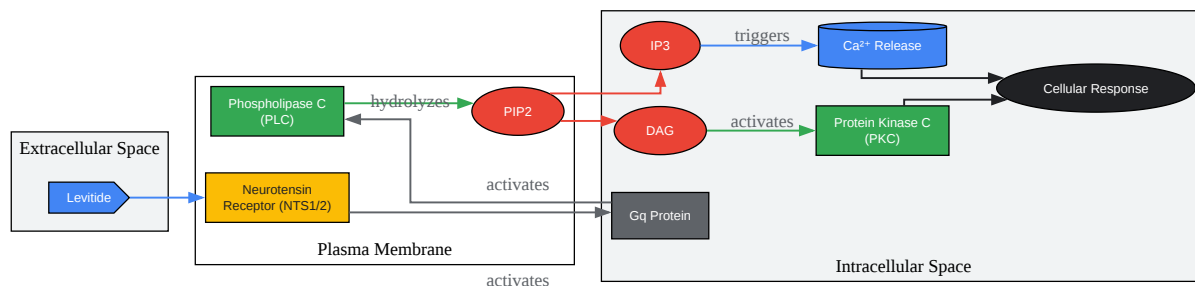 Extracellular Space
Levitide
Phospholipase C
(PLC)
hydrolyzes
PIP2
Neurotensin
Receptor (NTS1/2)
activates
Plasma Membrane
activates
IP3
triggers
Ca²⁺ Release
DAG
activates
Protein Kinase C
(PKC)
Cellular Response
Gq Protein
Intracellular Space